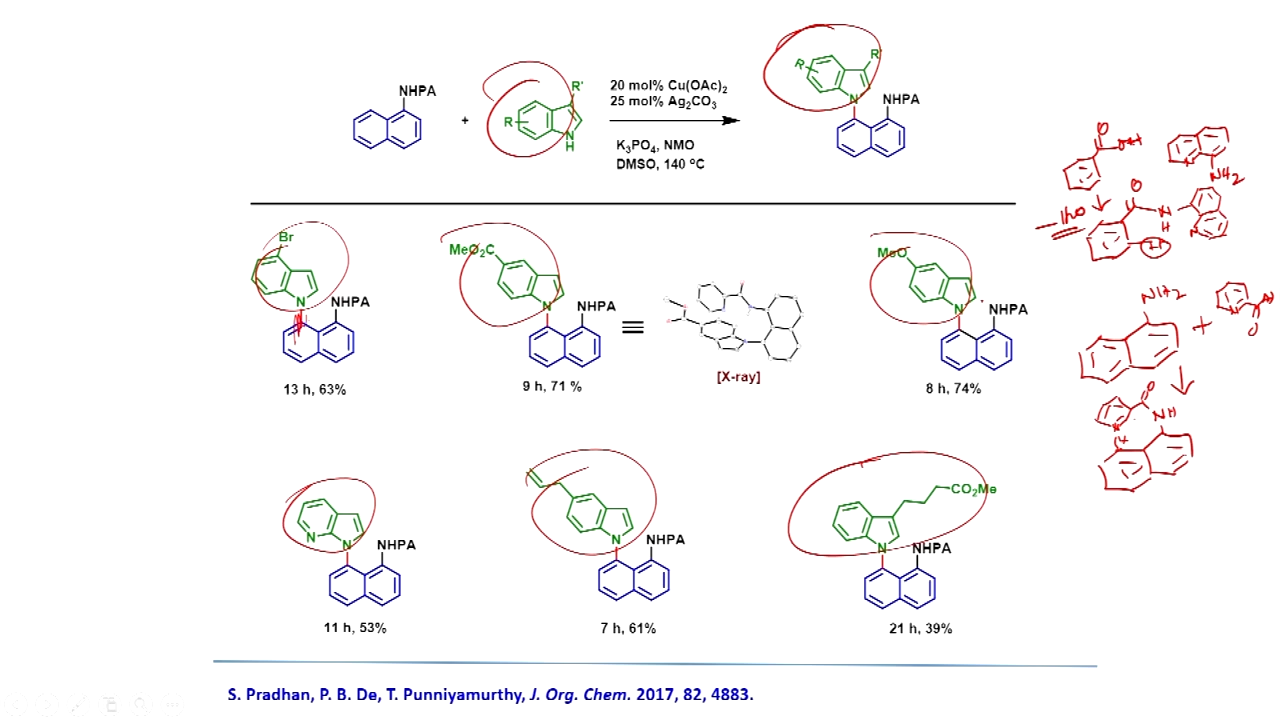 NHPA
+
R
R'
N
H
20 mol% Cu(OAc)2
25 mol% Ag2CO3
K3PO4, NMO
DMSO, 140 °C
R
R'
N
NHPA
Br
N
NHPA
13 h, 63%
MeO2C
N
NHPA
9 h, 71 %
[X-ray]
MeO
N
NHPA
8 h, 74%
N
N
NHPA
11 h, 53%
N
NHPA
7 h, 61%
CO2Me
N
NHPA
21 h, 39%
O
NH2
O
N
H
H
N
NH2
+
O
O
NH
N
H
S. Pradhan, P. B. De, T. Punniyamurthy, J. Org. Chem. 2017, 82, 4883.